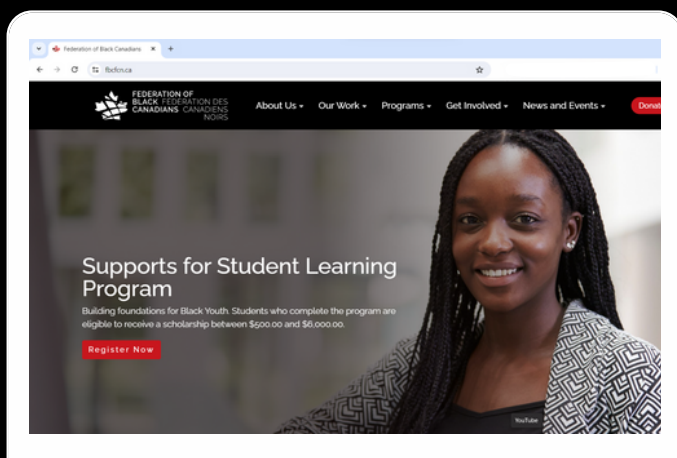 Federation of Black Canadians
fbcfcn.ca
FEDERATION OF
BLACK FEDERATION DES
CANADIANS CANADIENS
NOIRS
About Us Our Work Programs Get Involved News and Events Donate
Supports for Student Learning
Program
Building foundations for Black Youth. Students who complete the program are
eligible to receive a scholarship between $500.00 and $6,000.00.
Register Now
YouTube